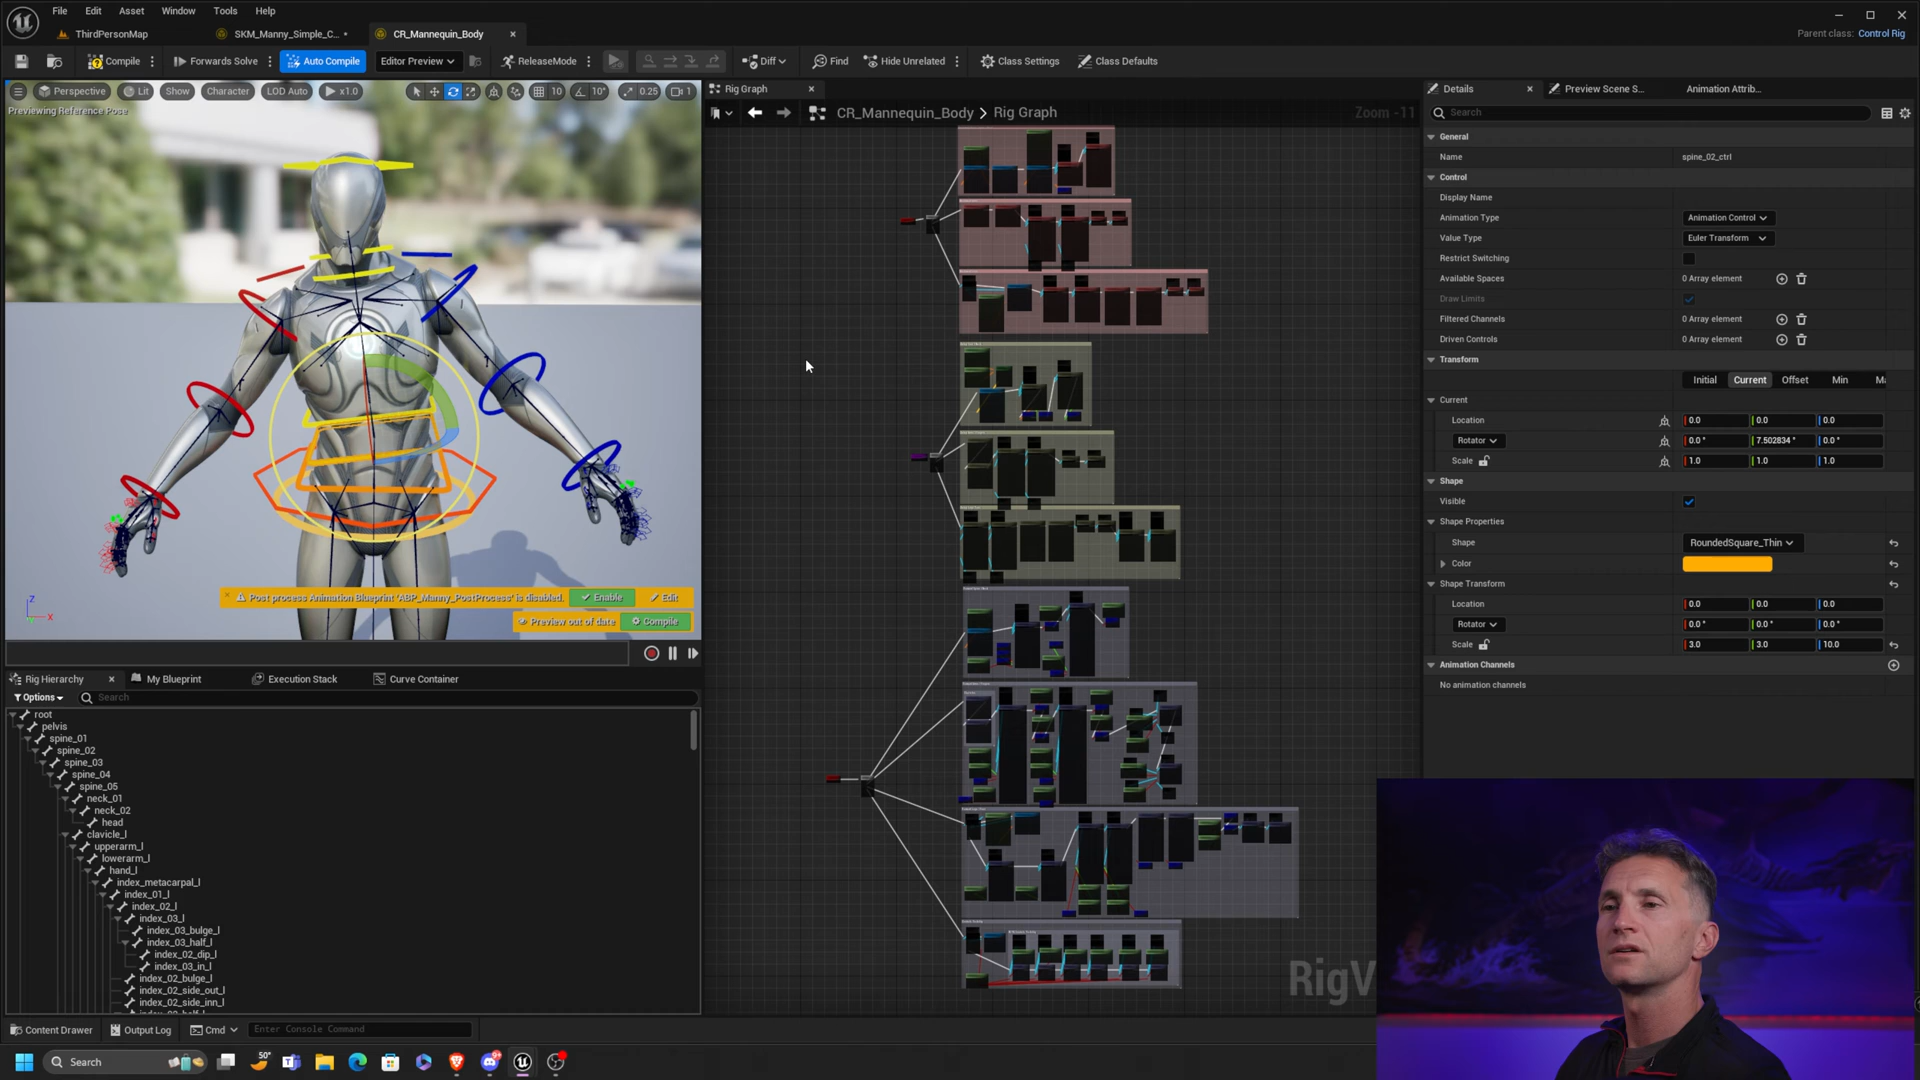 File Edit Asset Window Tools Help
ThirdPersonMap
SKM_Manny_Simple_C... •
CR_Mannequin_Body
Parent class: Control Rig
Compile
Forwards Solve
Auto Compile
Editor Preview
ReleaseMode
Diff
Find
Hide Unrelated
Class Settings
Class Defaults
Perspective
Lit
Show
Character
LOD Auto
x1.0
10
10°
0.25
1
Previewing Reference Pose
Post process Animation Blueprint 'ABP_Manny_PostProcess' is disabled.
Enable
Edit
Preview out of date
Compile
Z
X
Rig Hierarchy
My Blueprint
Execution Stack
Curve Container
Options
Search
root
pelvis
spine_01
spine_02
spine_03
spine_04
spine_05
neck_01
neck_02
head
clavicle_l
upperarm_l
lowerarm_l
hand_l
index_metacarpal_l
index_01_l
index_02_l
index_03_l
index_03_bulge_l
index_03_half_l
index_02_dip_l
index_03_in_l
index_02_bulge_l
index_02_side_out_l
index_02_side_inn_l
Rig Graph
CR_Mannequin_Body > Rig Graph
Zoom -11
RigV
Details
Preview Scene S...
Animation Attrib...
Search
General
Name spine_02_ctrl
Control
Display Name
Animation Type Animation Control
Value Type Euler Transform
Restrict Switching
Available Spaces 0 Array element
Draw Limits
Filtered Channels 0 Array element
Driven Controls 0 Array element
Transform
Initial Current Offset Min Ma
Current
Location 0.0 0.0 0.0
Rotator 0.0 ° 7.502834 ° 0.0 °
Scale 1.0 1.0 1.0
Shape
Visible
Shape Properties
Shape RoundedSquare_Thin
Color
Shape Transform
Location 0.0 0.0 0.0
Rotator 0.0 ° 0.0 ° 0.0 °
Scale 3.0 3.0 10.0
Animation Channels
No animation channels
Content Drawer
Output Log
Cmd
Enter Console Command
Search
50°